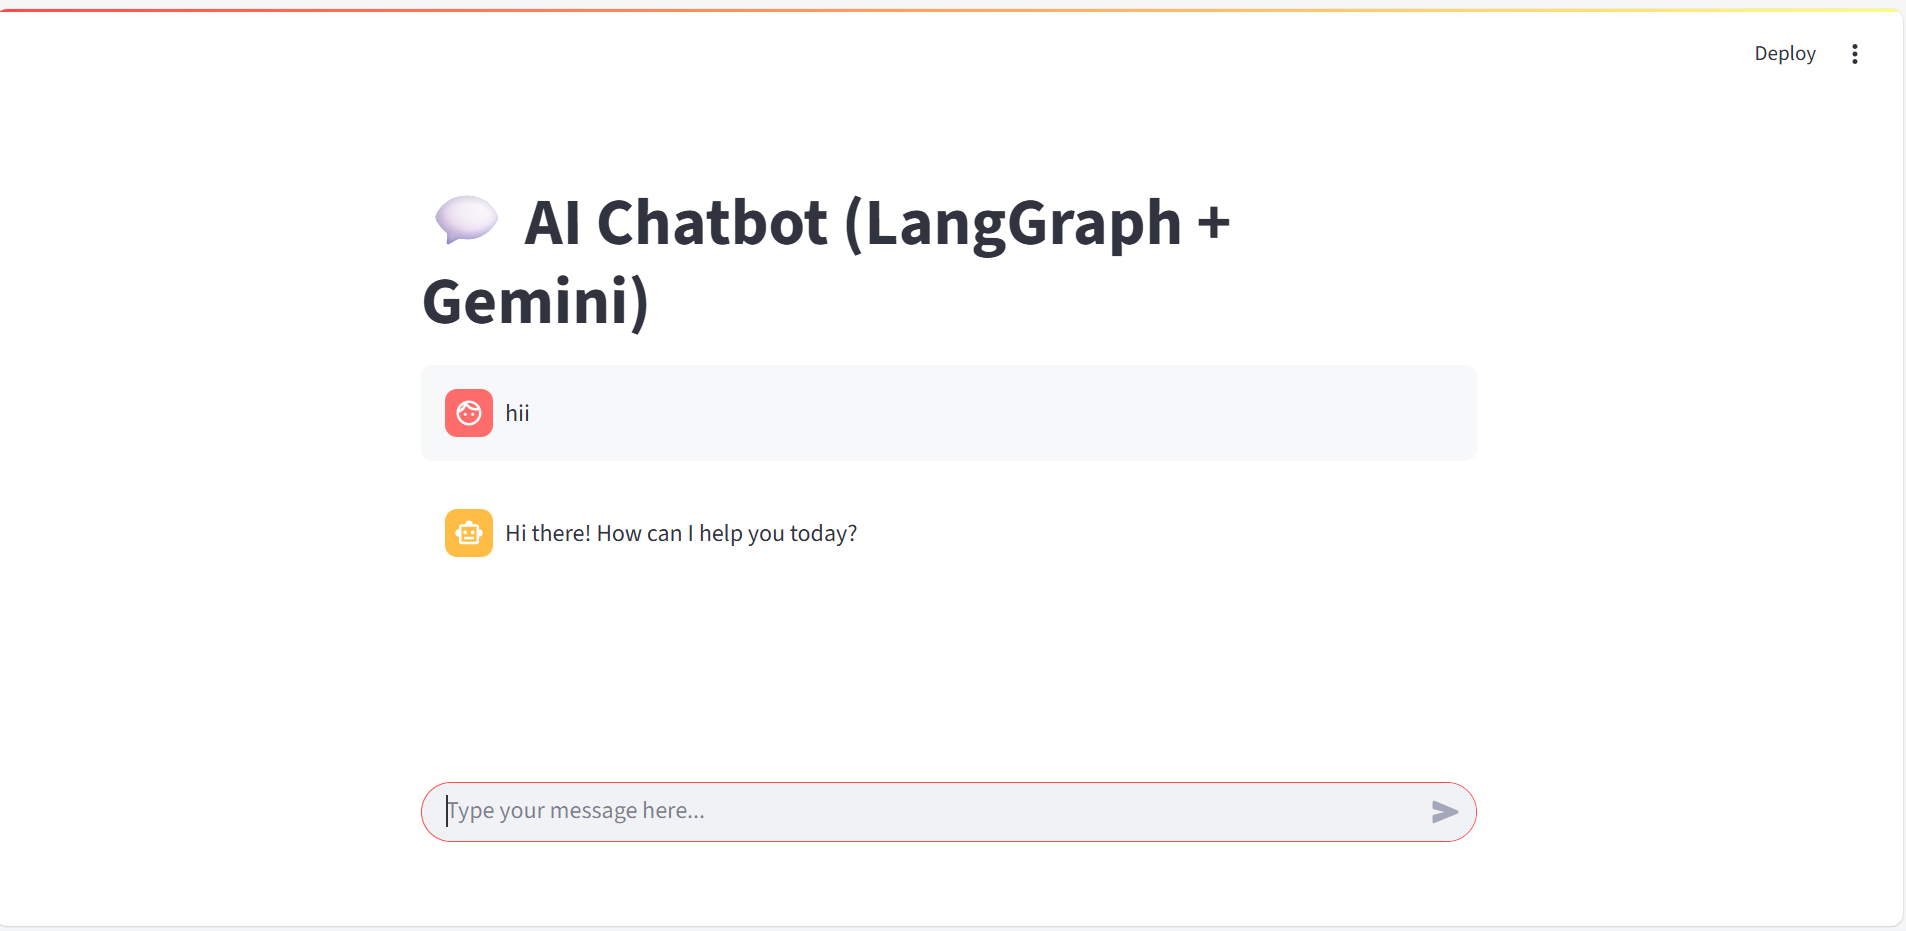 Deploy
💬 AI Chatbot (LangGraph +
Gemini)
hii
Hi there! How can I help you today?
Type your message here...